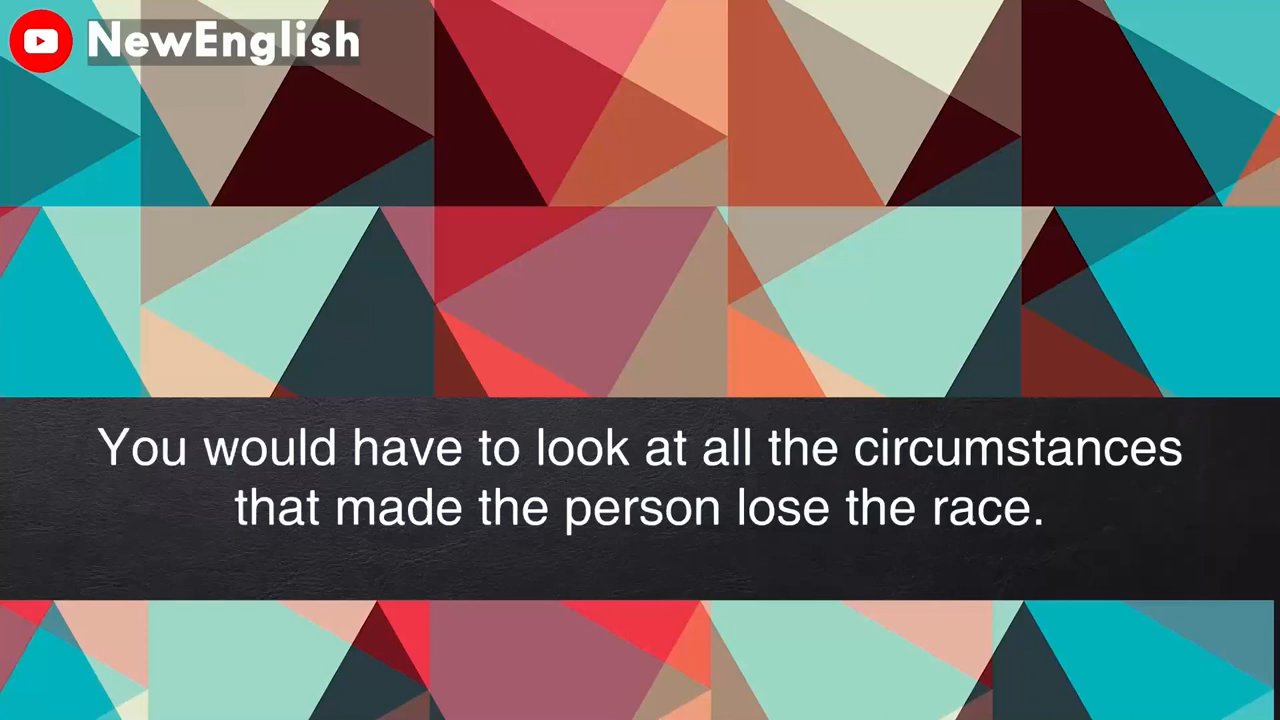 NewEnglish
You would have to look at all the circumstances
that made the person lose the race.